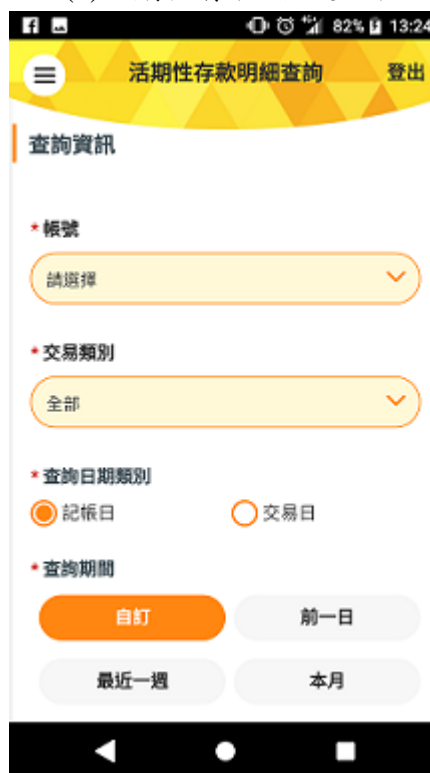 82% 13:24
活期性存款明細查詢 登出
查詢資訊
*帳號
請選擇
*交易類別
全部
*查詢日期類別
記帳日 交易日
*查詢期間
自訂 前一日
最近一週 本月